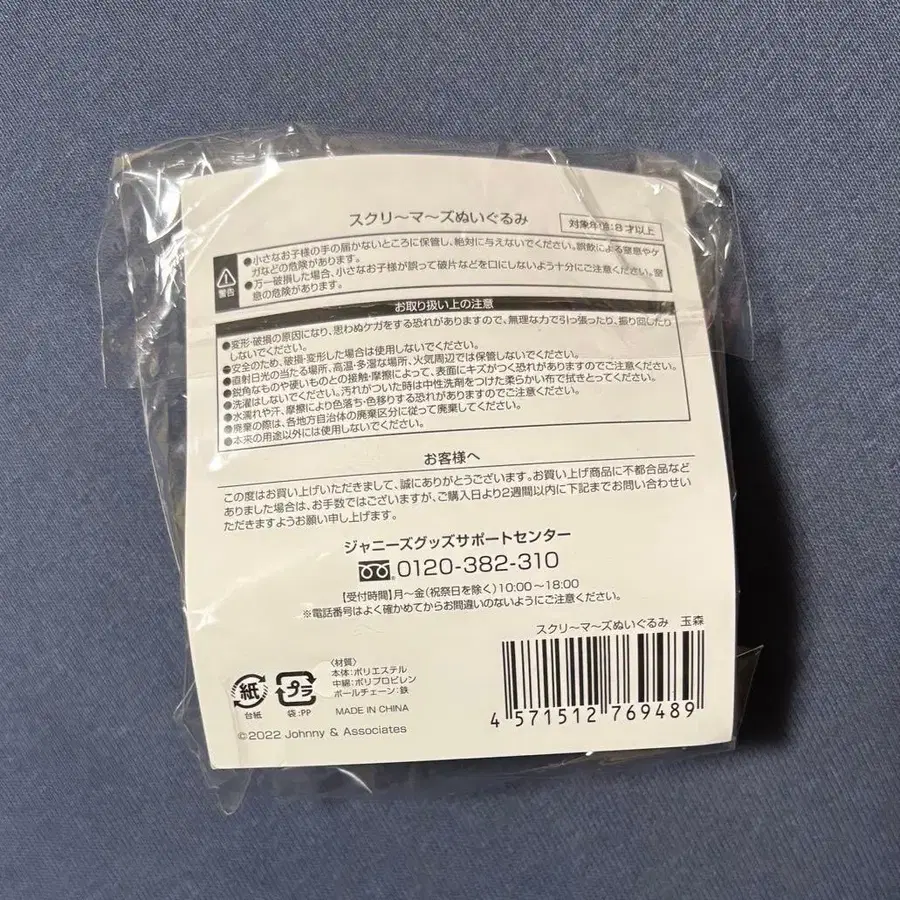 スクリ〜マ〜ズぬいぐるみ
対象年齢:8才以上
警告
●小さなお子様の手の届かないところに保管し、絶対に与えないでください。誤飲による窒息やケ
ガなどの危険があります。
●万一破損した場合、小さなお子様が誤って破片などを口にしないよう十分にご注意ください。窒
息の危険があります。
お取り扱い上の注意
●変形・破損の原因になり、思わぬケガをする恐れがありますので、無理な力で引っ張ったり、振り回したり
しないでください。
●安全のため、破損・変形した場合は使用しないでください。
●直射日光の当たる場所、高温・多湿な場所、火気周辺では保管しないでください。
●鋭角なものや硬いものとの接触・摩擦によって、表面にキズがつく恐れがありますのでご注意ください。
●洗濯はしないでください。汚れがついた時は中性洗剤をつけた柔らかい布で拭きとってください。
●水濡れや汗、摩擦により色落ち・色移りする恐れがありますのでご注意ください。
●廃棄の際は、各地方自治体の廃棄区分に従って廃棄してください。
●本来の用途以外には使用しないでください。
お客様へ
この度はお買い上げいただきまして、誠にありがとうございます。お買い上げ商品に不都合品など
ありました場合は、お手数ではございますが、ご購入日より2週間以内に下記までお問い合わせい
ただきますようお願い申し上げます。
ジャニーズグッズサポートセンター
0120-382-310
【受付時間】月〜金(祝祭日を除く)10:00〜18:00
※電話番号はよく確かめてからお間違いのないようにご注意ください。
スクリ〜マ〜ズぬいぐるみ 玉森
紙
台紙
プラ
袋:PP
〈材質〉
本体:ポリエステル
中綿:ポリプロピレン
ボールチェーン:鉄
MADE IN CHINA
©2022 Johnny & Associates
4 571512 769489